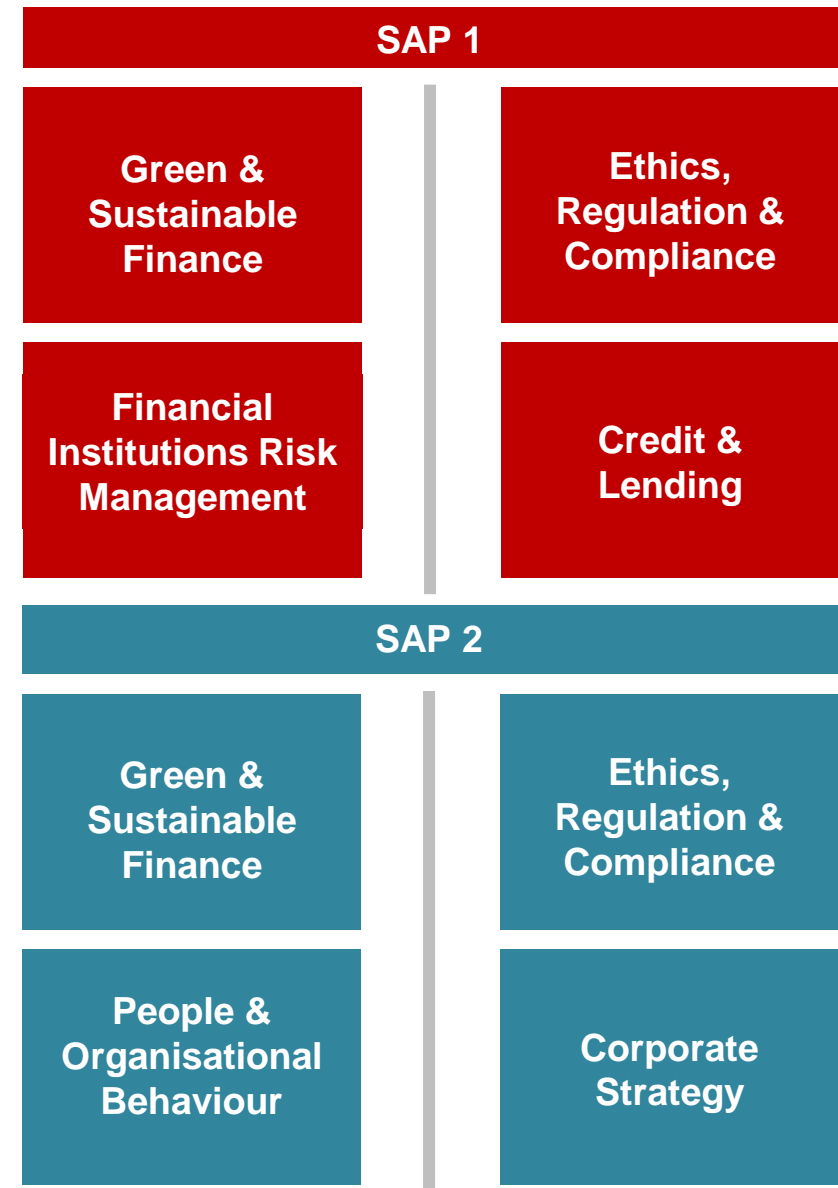 SAP 1
Green &
Sustainable
Finance
Ethics,
Regulation &
Compliance
Financial
Institutions Risk
Management
Credit &
Lending
SAP 2
Green &
Sustainable
Finance
Ethics,
Regulation &
Compliance
People &
Organisational
Behaviour
Corporate
Strategy